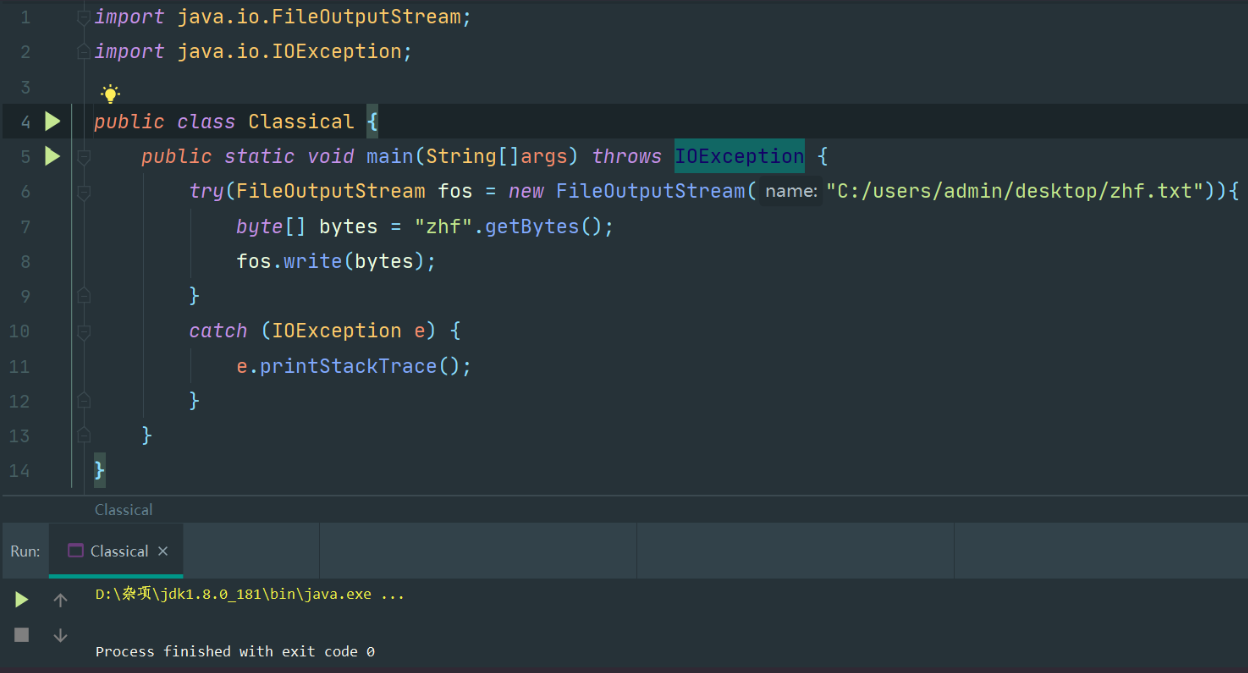 1 import java.io.FileOutputStream;
2 import java.io.IOException;
3
4 public class Classical {
5 public static void main(String[]args) throws IOException {
6 try(FileOutputStream fos = new FileOutputStream( name: "C:/users/admin/desktop/zhf.txt")){
7 byte[] bytes = "zhf".getBytes();
8 fos.write(bytes);
9 }
10 catch (IOException e) {
11 e.printStackTrace();
12 }
13 }
14 }
Classical
Run: Classical ×
D:\杂项\jdk1.8.0_181\bin\java.exe ...
Process finished with exit code 0